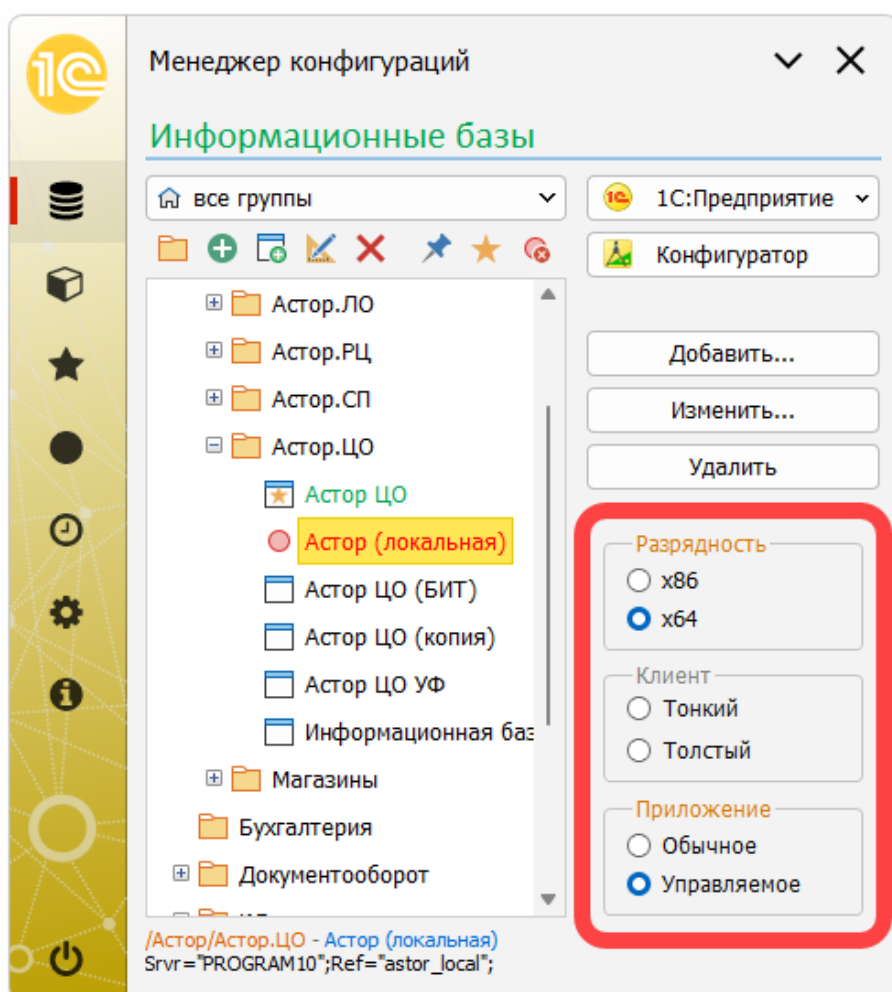 1С
Менеджер конфигураций
Информационные базы
все группы
1С:Предприятие
Конфигуратор
Астор.ЛО
Астор.РЦ
Астор.СП
Астор.ЦО
Астор ЦО
Астор (локальная)
Астор ЦО (БИТ)
Астор ЦО (копия)
Астор ЦО УФ
Информационная баз
Магазины
Бухгалтерия
Документооборот
Добавить...
Изменить...
Удалить
Разрядность
x86
x64
Клиент
Тонкий
Толстый
Приложение
Обычное
Управляемое
/Астор/Астор.ЦО - Астор (локальная)
Srvr="PROGRAM10";Ref="astor_local";